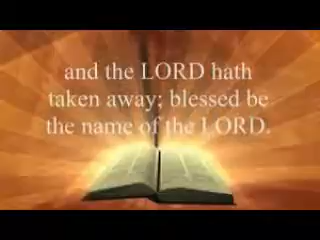 and the LORD hath
taken away; blessed be
the name of the LORD.